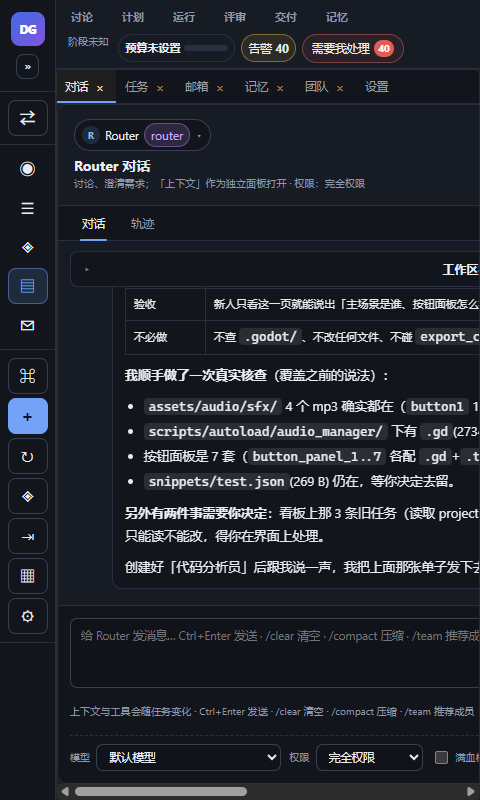 DG
讨论 计划 运行 评审 交付 记忆
阶段未知 预算未设置 告警 40 需要我处理 40
对话 × 任务 × 邮箱 × 记忆 × 团队 × 设置
R Router router
Router 对话
讨论、澄清需求；「上下文」作为独立面板打开 · 权限：完全权限
对话 轨迹
工作区
验收 新人只看这一页就能说出「主场景是谁、按钮面板怎么
不必做 不查 .godot/、不改任何文件、不碰 export_c
我顺手做了一次真实核查（覆盖之前的说法）:
• assets/audio/sfx/ 4 个 mp3 确实都在（button1 1
• scripts/autoload/audio_manager/ 下有 .gd(2734
• 按钮面板是 7 套（button_panel_1..7 各配 .gd+.t
• snippets/test.json(269 B) 仍在，等你决定去留。
另外有两件事需要你决定：看板上那 3 条旧任务（读取 projec
只能读不能改，得你在界面上处理。
创建好「代码分析员」后跟我说一声，我把上面那张单子发下去
给 Router 发消息… Ctrl+Enter 发送 · /clear 清空 · /compact 压缩 · /team 推荐成
上下文与工具会随任务变化 · Ctrl+Enter 发送 · /clear 清空 · /compact 压缩 · /team 推荐成员
模型 默认模型 权限 完全权限 满血